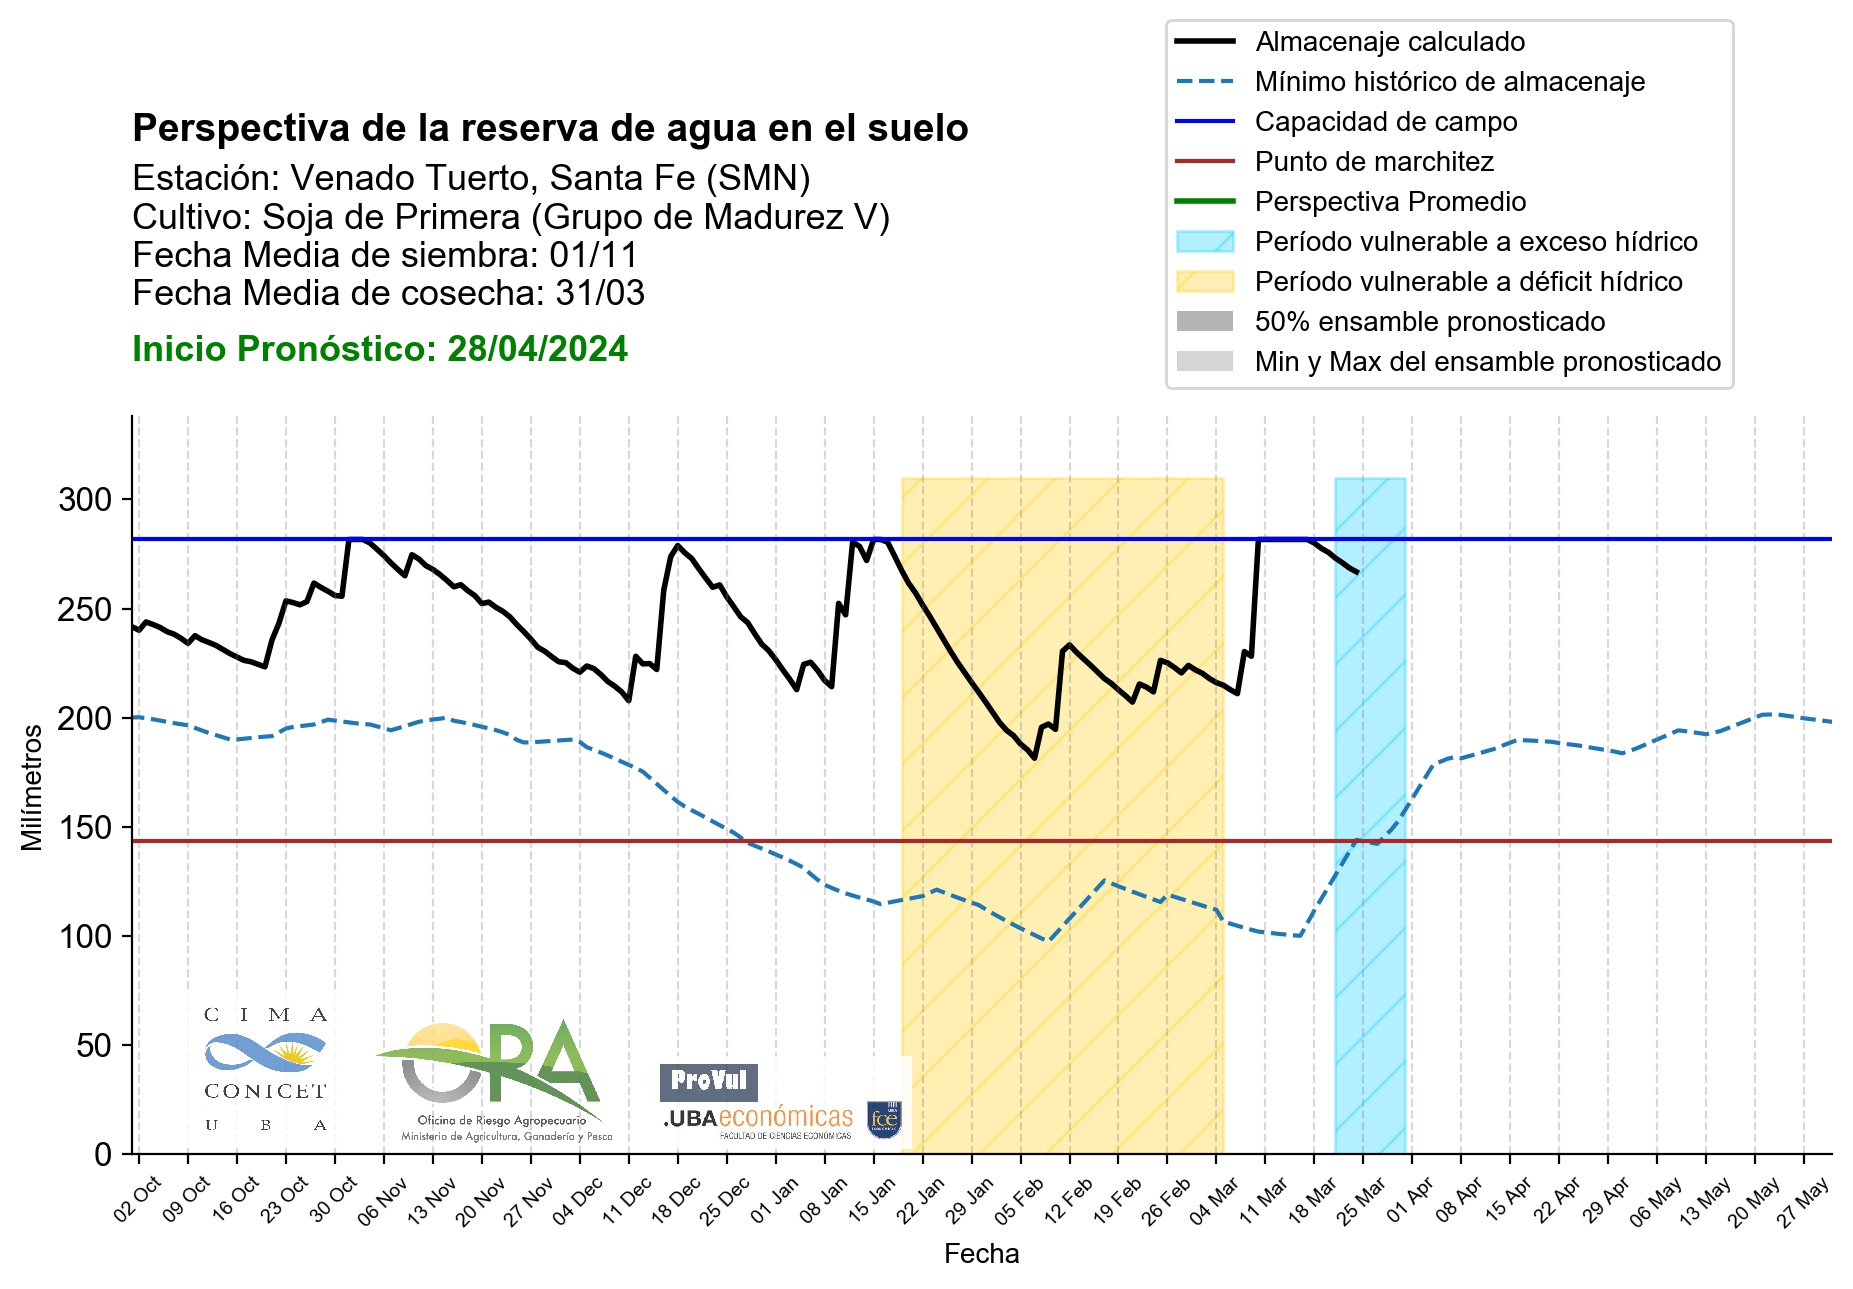 Almacenaje calculado
Mínimo histórico de almacenaje
Capacidad de campo
Punto de marchitez
Perspectiva Promedio
Período vulnerable a exceso hídrico
Período vulnerable a déficit hídrico
50% ensamble pronosticado
Min y Max del ensamble pronosticado
Perspectiva de la reserva de agua en el suelo
Estación: Venado Tuerto, Santa Fe (SMN)
Cultivo: Soja de Primera (Grupo de Madurez V)
Fecha Media de siembra: 01/11
Fecha Media de cosecha: 31/03
Inicio Pronóstico: 28/04/2024
Milímetros
300
250
200
150
100
50
0
CIMA
CONICET
UBA
ORA
Oficina de Riesgo Agropecuario
Ministerio de Agricultura, Ganadería y Pesca
ProVul
.UBAeconómicas
FACULTAD DE CIENCIAS ECONÓMICAS
UBA
fce
ECONÓMICAS
02 Oct
09 Oct
16 Oct
23 Oct
30 Oct
06 Nov
13 Nov
20 Nov
27 Nov
04 Dec
11 Dec
18 Dec
25 Dec
01 Jan
08 Jan
15 Jan
22 Jan
29 Jan
05 Feb
12 Feb
19 Feb
26 Feb
04 Mar
11 Mar
18 Mar
25 Mar
01 Apr
08 Apr
15 Apr
22 Apr
29 Apr
06 May
13 May
20 May
27 May
Fecha